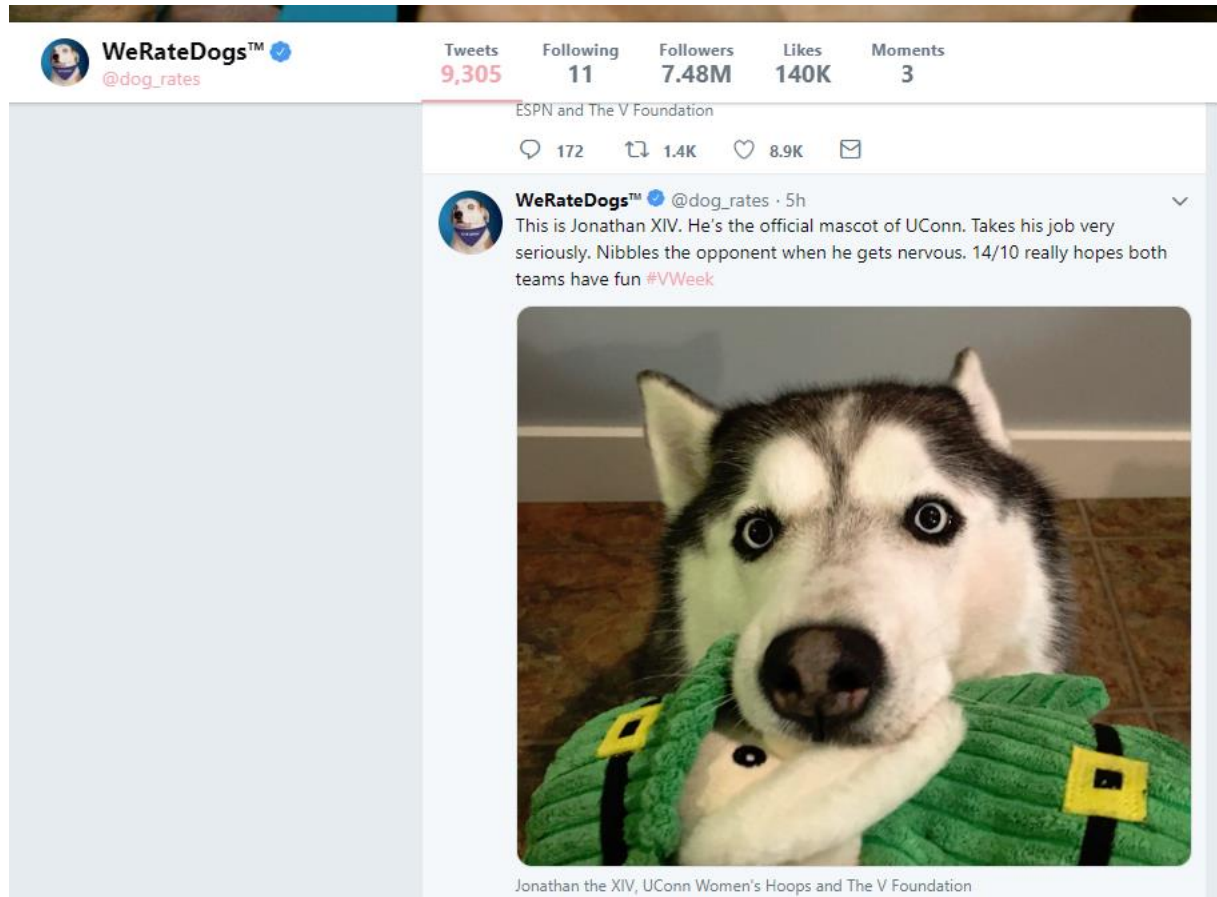 WeRateDogs™
@dog_rates
Tweets Following Followers Likes Moments
9,305 11 7.48M 140K 3
ESPN and The V Foundation
172 1.4K 8.9K
WeRateDogs™ @dog_rates · 5h
This is Jonathan XIV. He's the official mascot of UConn. Takes his job very
seriously. Nibbles the opponent when he gets nervous. 14/10 really hopes both
teams have fun #VWeek
Jonathan the XIV, UConn Women's Hoops and The V Foundation